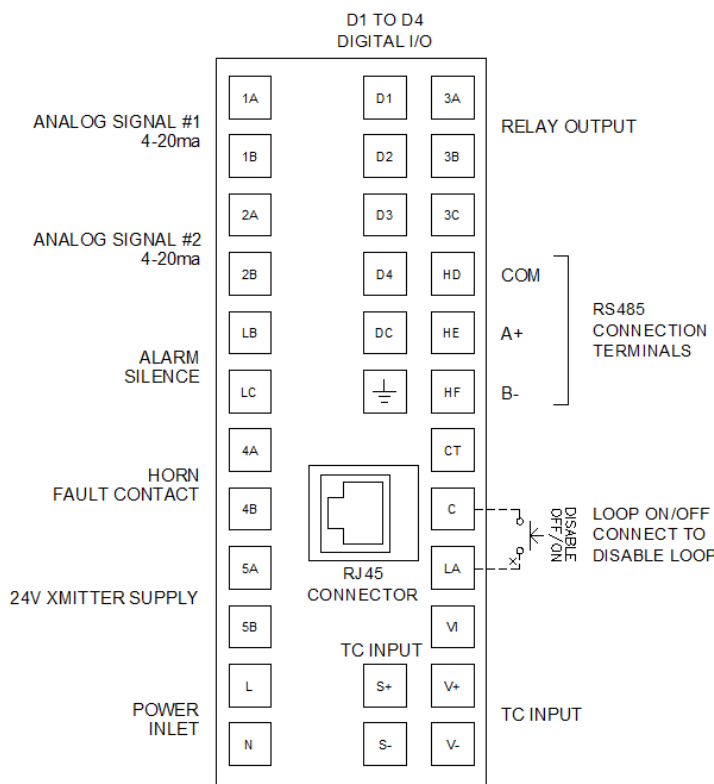 D1 TO D4
DIGITAL I/O
1A D1 3A
ANALOG SIGNAL #1
4-20ma
RELAY OUTPUT
1B D2 3B
2A D3 3C
ANALOG SIGNAL #2
4-20ma
2B D4 HD COM
LB DC HE A+
RS485
CONNECTION
TERMINALS
ALARM
SILENCE
LC HF B-
4A CT
HORN
FAULT CONTACT
4B C
DISABLE
OFF/ON
LOOP ON/OFF
CONNECT TO
DISABLE LOOP
5A LA
RJ45
CONNECTOR
24V XMITTER SUPPLY
5B VI
TC INPUT
L S+ V+
POWER
INLET
TC INPUT
N S- V-